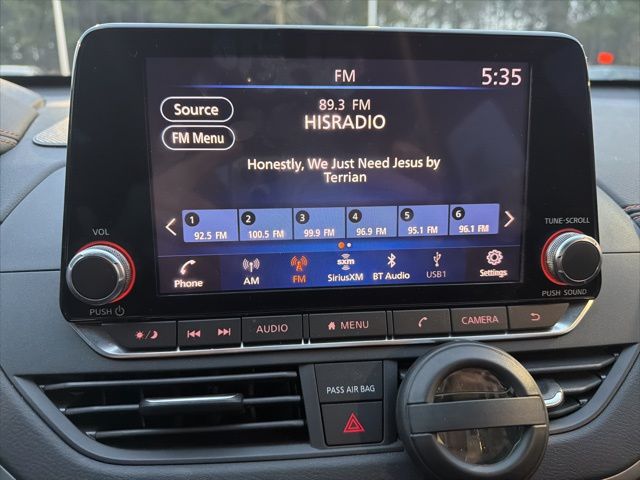 FM 5:35
Source
89.3 FM
HISRADIO
FM Menu
Honestly, We Just Need Jesus by
Terrian
1 2 3 4 5 6
92.5 FM 100.5 FM 99.9 FM 96.9 FM 95.1 FM 96.1 FM
Phone AM FM sxm SiriusXM BT Audio USB1 Settings
VOL
PUSH
TUNE·SCROLL
PUSH SOUND
AUDIO MENU CAMERA
PASS AIR BAG